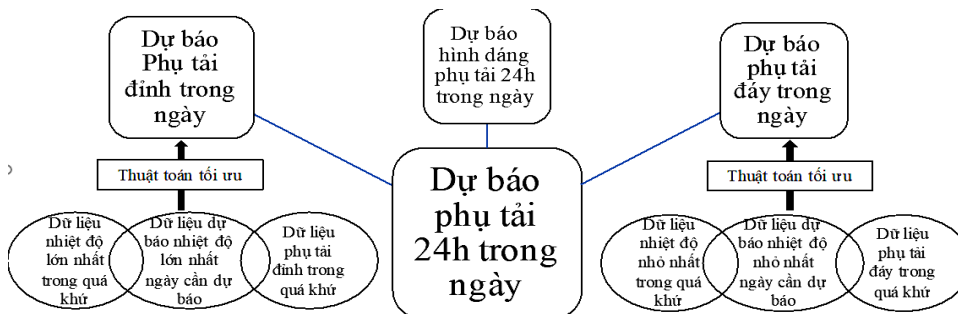 Dự báo
Phụ tải
đỉnh trong
ngày
Dự báo
hình dáng
phụ tải 24h
trong ngày
Dự báo
phụ tải
đáy trong
ngày
Thuật toán tối ưu
Dự báo
phụ tải
24h trong
ngày
Thuật toán tối ưu
Dữ liệu
nhiệt độ
lớn nhất
trong quá
khứ
Dữ liệu dự
báo nhiệt độ
lớn nhất
ngày cần dự
báo
Dữ liệu
phụ tải
đỉnh trong
quá khứ
Dữ liệu
nhiệt độ
nhỏ nhất
trong quá
khứ
Dữ liệu dự
báo nhiệt độ
nhỏ nhất
ngày cần dự
báo
Dữ liệu
phụ tải
đáy trong
quá khứ